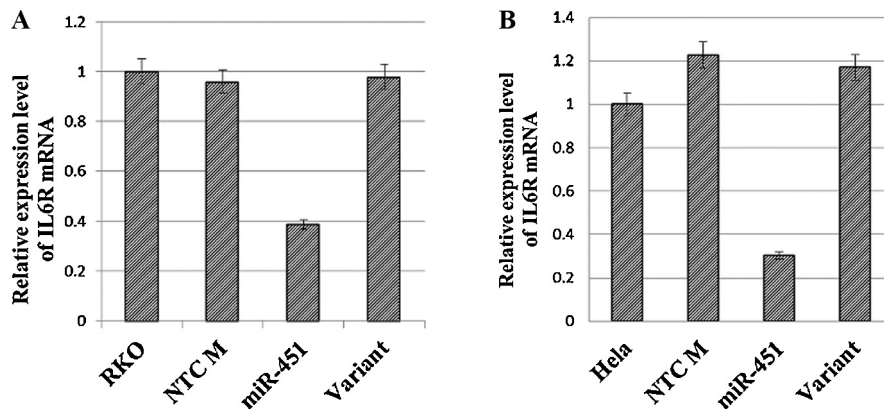 A
Relative expression level
of IL6R mRNA
1.2
1
0.8
0.6
0.4
0.2
0
RKO
NTC M
miR-451
Variant
B
Relative expression level
of IL6R mRNA
1.4
1.2
1
0.8
0.6
0.4
0.2
0
Hela
NTC M
miR-451
Variant